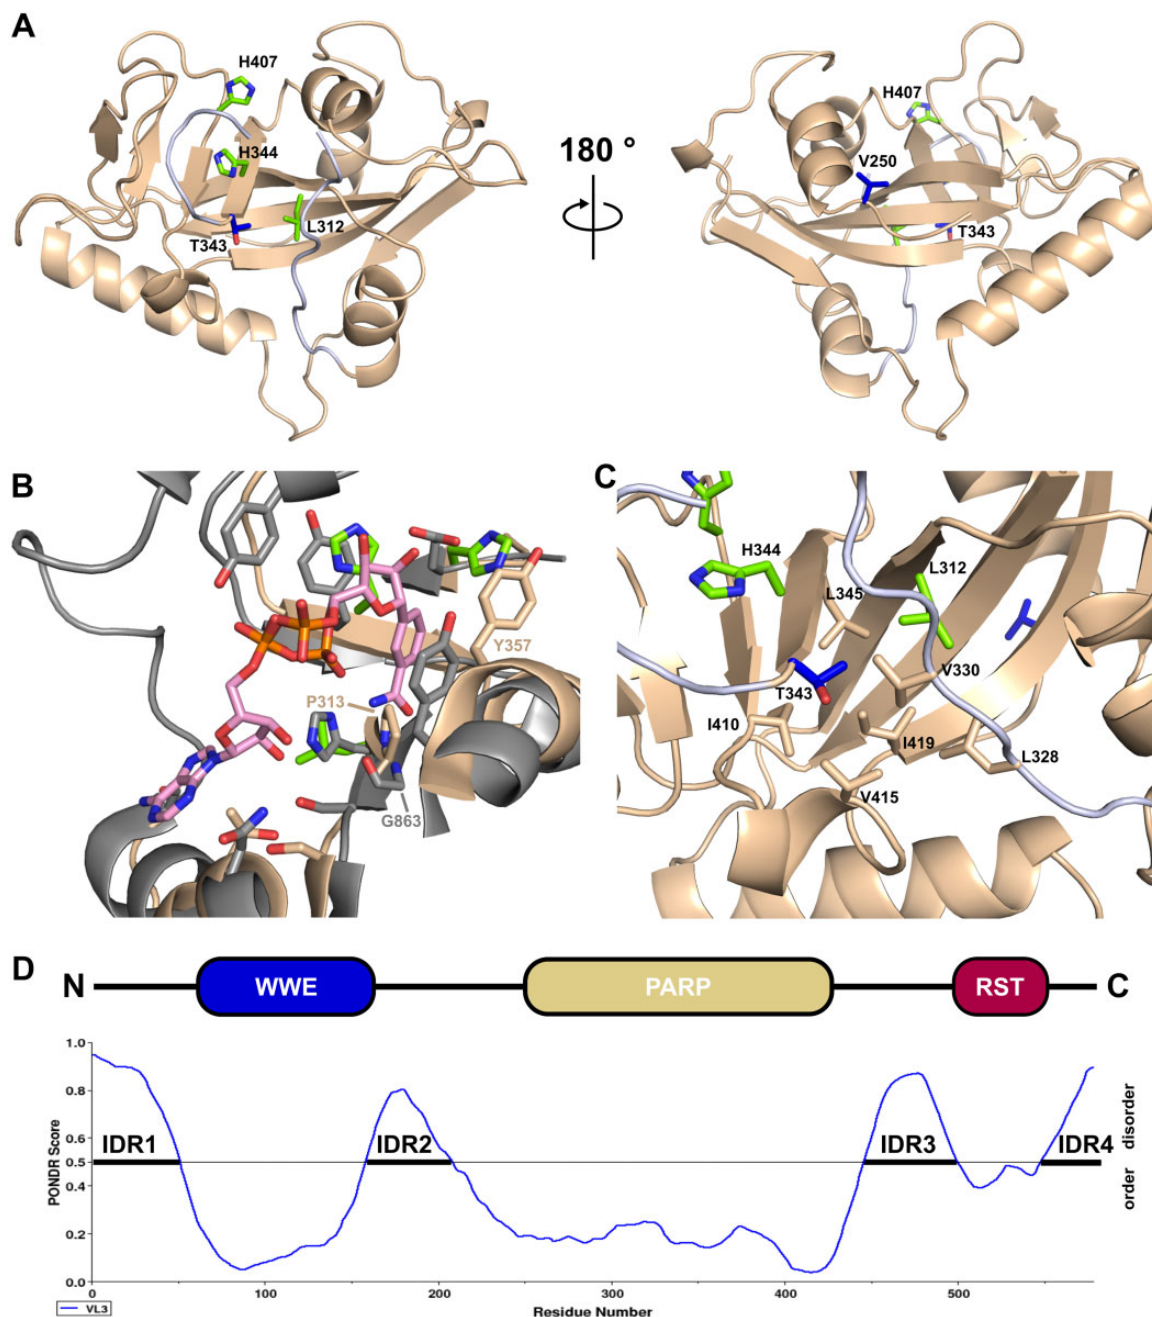 A
H407
H344
T343
L312
180 °
H407
V250
T343
B
Y357
P313
G863
C
H344
L345
L312
T343
V330
I410
I419
L328
V415
D
N
WWE
PARP
RST
C
1.0
0.8
0.6
0.5
0.4
0.2
0.0
PONDR Score
IDR1
IDR2
IDR3
IDR4
disorder
order
0
100
200
300
400
500
VL3
Residue Number